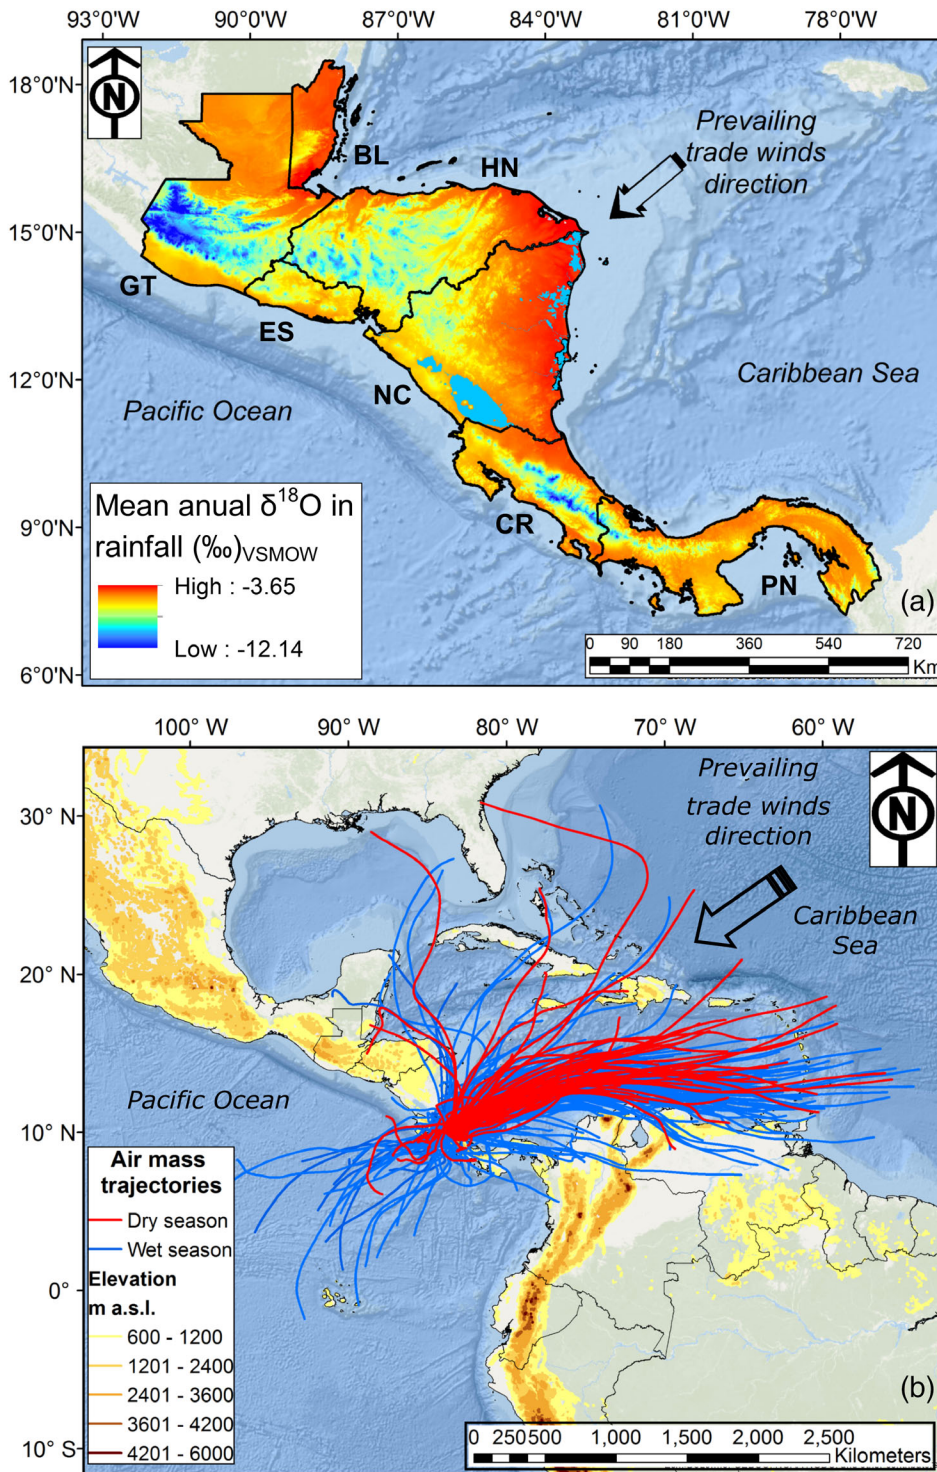 93°0'W 90°0'W 87°0'W 84°0'W 81°0'W 78°0'W
18°0'N
15°0'N
12°0'N
9°0'N
6°0'N
N
Prevailing
trade winds
direction
BL
HN
GT
ES
NC
CR
PN
Pacific Ocean
Caribbean Sea
Mean anual δ¹⁸O in
rainfall (‰)VSMOW
High : -3.65
Low : -12.14
(a)
0 90 180 360 540 720
Km
100° W 90° W 80° W 70° W 60° W
30° N
20° N
10° N
0°
10° S
Prevailing
trade winds
direction
N
Caribbean
Sea
Pacific Ocean
Air mass
trajectories
Dry season
Wet season
Elevation
m a.s.l.
600 - 1200
1201 - 2400
2401 - 3600
3601 - 4200
4201 - 6000
(b)
0 250500 1,000 1,500 2,000 2,500
Kilometers